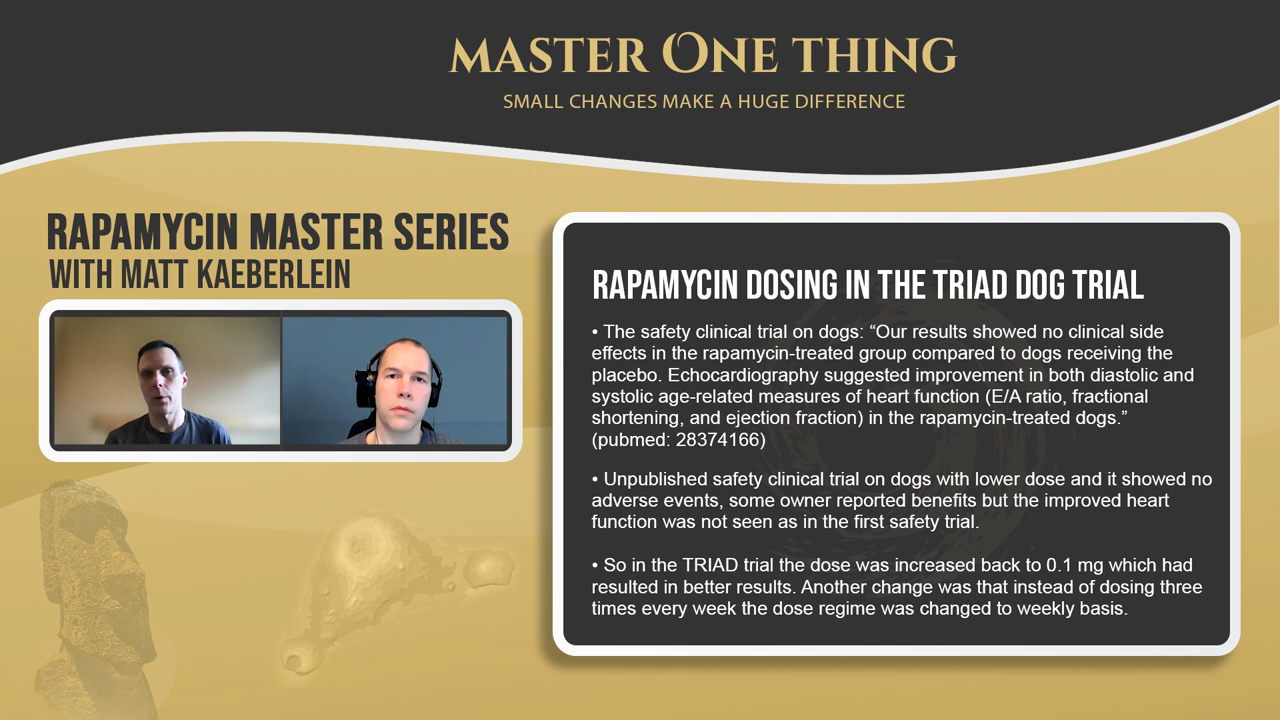 MASTER ONE THING
SMALL CHANGES MAKE A HUGE DIFFERENCE
RAPAMYCIN MASTER SERIES
WITH MATT KAEBERLEIN
RAPAMYCIN DOSING IN THE TRIAD DOG TRIAL
• The safety clinical trial on dogs: “Our results showed no clinical side
effects in the rapamycin-treated group compared to dogs receiving the
placebo. Echocardiography suggested improvement in both diastolic and
systolic age-related measures of heart function (E/A ratio, fractional
shortening, and ejection fraction) in the rapamycin-treated dogs.”
(pubmed: 28374166)
• Unpublished safety clinical trial on dogs with lower dose and it showed no
adverse events, some owner reported benefits but the improved heart
function was not seen as in the first safety trial.
• So in the TRIAD trial the dose was increased back to 0.1 mg which had
resulted in better results. Another change was that instead of dosing three
times every week the dose regime was changed to weekly basis.